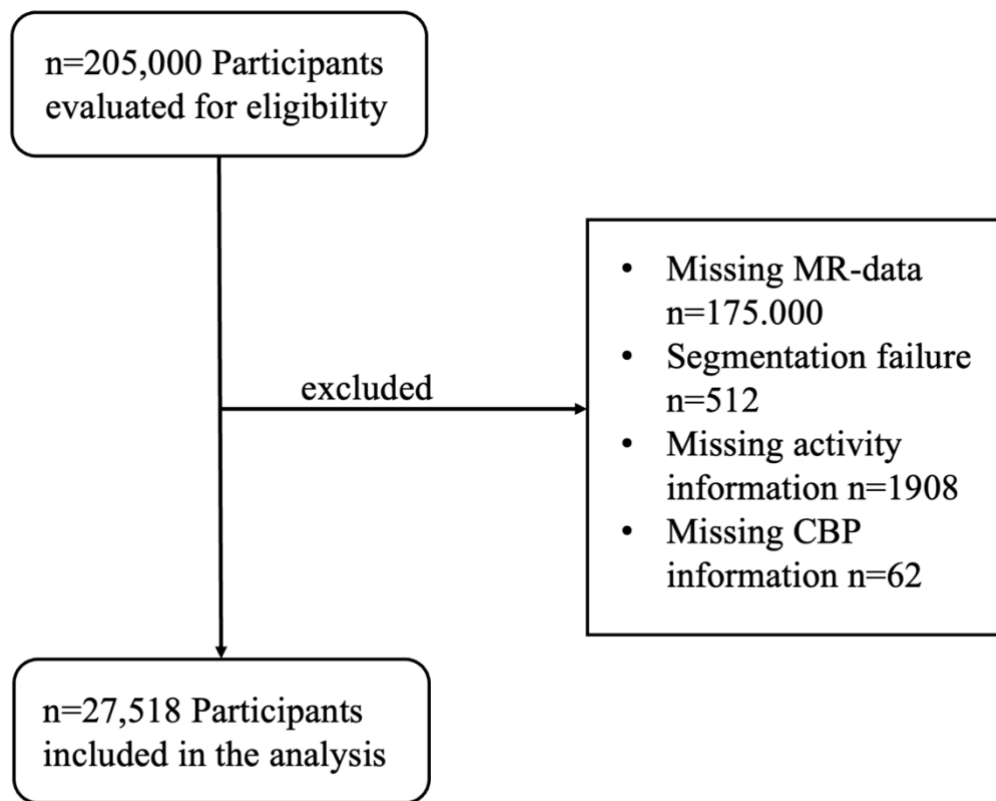 n=205,000 Participants
evaluated for eligibility
excluded
• Missing MR-data
n=175.000
• Segmentation failure
n=512
• Missing activity
information n=1908
• Missing CBP
information n=62
n=27,518 Participants
included in the analysis